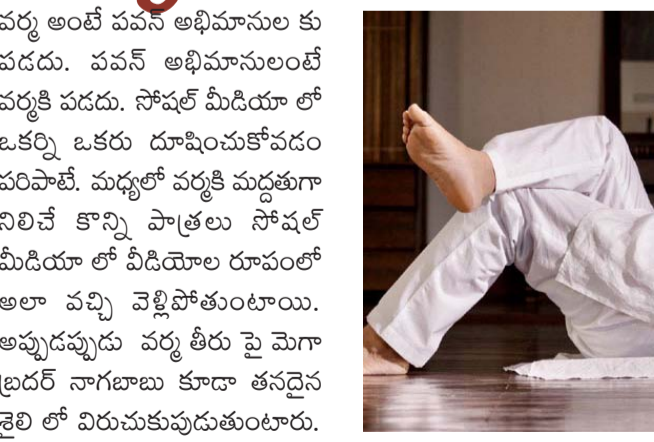 వర్మ అంటే పవన్ అభిమానుల కు
పడదు. పవన్ అభిమానులంటే
వర్మకి పడదు. సోషల్ మీడియా లో
ఒకర్ని ఒకరు దూషించుకోవడం
పరిపాటే. మధ్యలో వర్మకి మద్దతుగా
నిలిచే కొన్ని పాత్రలు సోషల్
మీడియా లో వీడియోల రూపంలో
అలా వచ్చి వెళ్లిపోతుంటాయి.
అప్పుడప్పుడు వర్మ తీరు పై మెగా
బ్రదర్ నాగబాబు కూడా తనదైన
శైలి లో విరుచుకుపుడుతుంటారు.